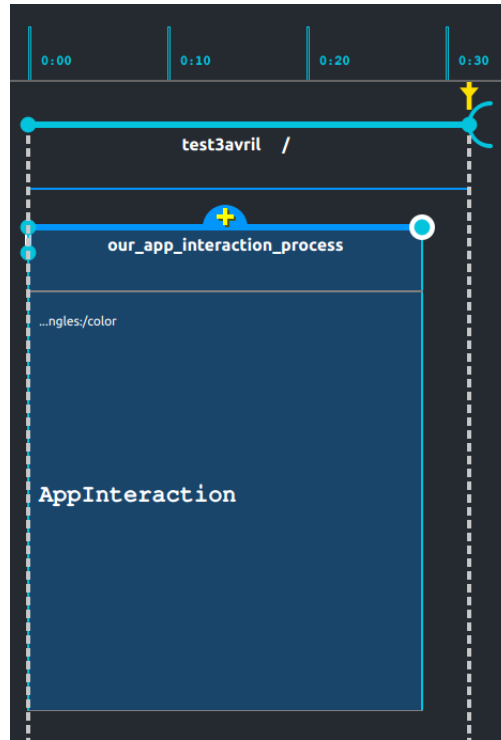 0:00 0:10 0:20 0:30
test3avril /
our_app_interaction_process
...ngles:/color
AppInteraction